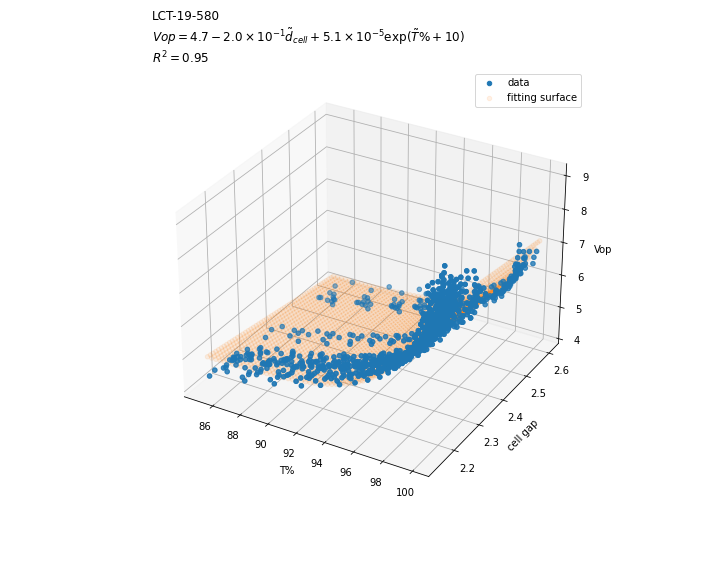 LCT-19-580
Vop = 4.7 − 2.0 × 10⁻¹d̃_cell + 5.1 × 10⁻⁵exp(T̃% + 10)
R² = 0.95
data
fitting surface
9
8
7
6
5
4
Vop
2.6
2.5
2.4
2.3
2.2
cell gap
86
88
90
92
94
96
98
100
T%